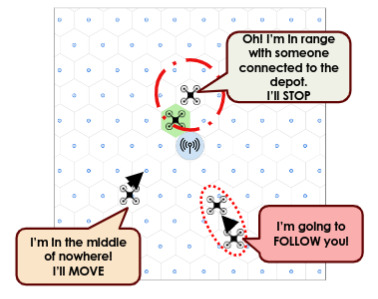 Oh! I'm in range
with someone
connected to the
depot.
I'll STOP
I'm going to
FOLLOW you!
I'm in the middle
of nowhere!
I'll MOVE